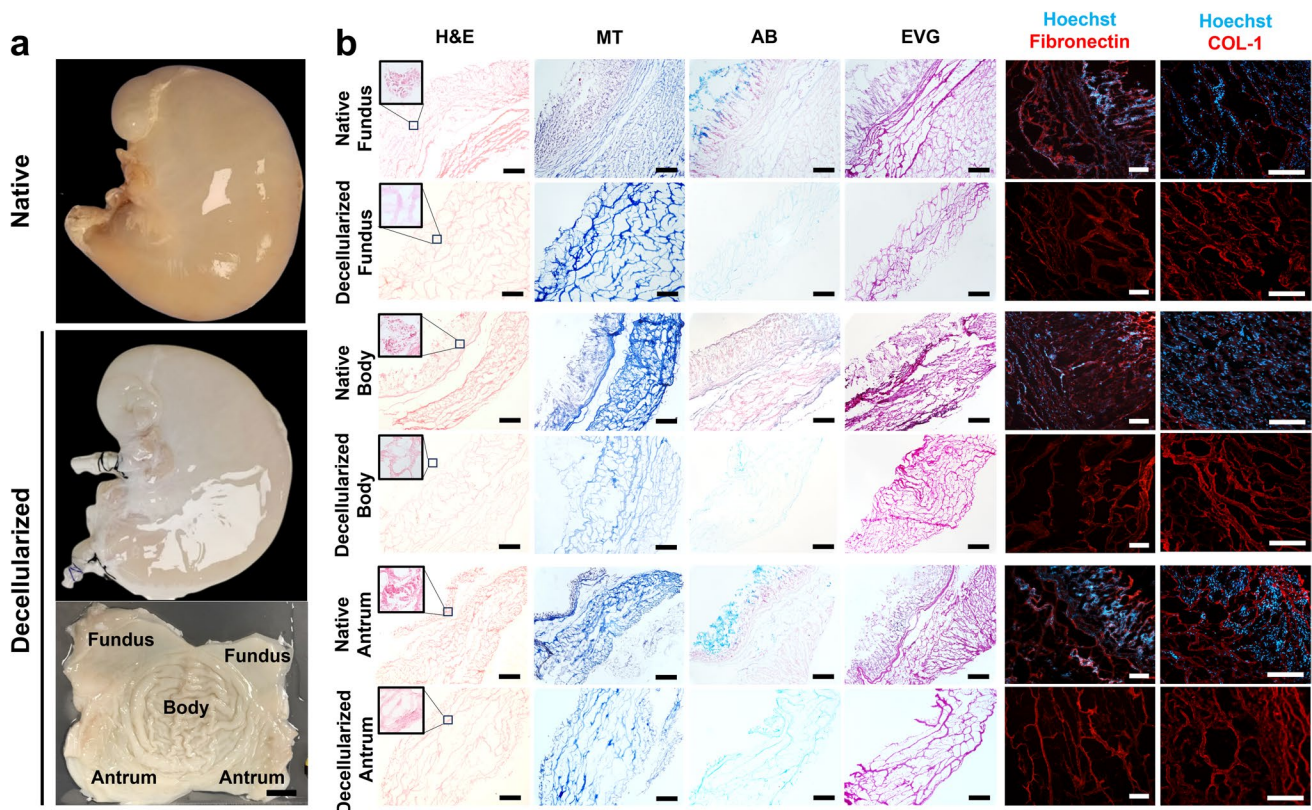 a
Native
Decellularized
Fundus
Fundus
Body
Antrum
Antrum
b
H&E
MT
AB
EVG
Hoechst
Fibronectin
Hoechst
COL-1
Native
Fundus
Decellularized
Fundus
Native
Body
Decellularized
Body
Native
Antrum
Decellularized
Antrum